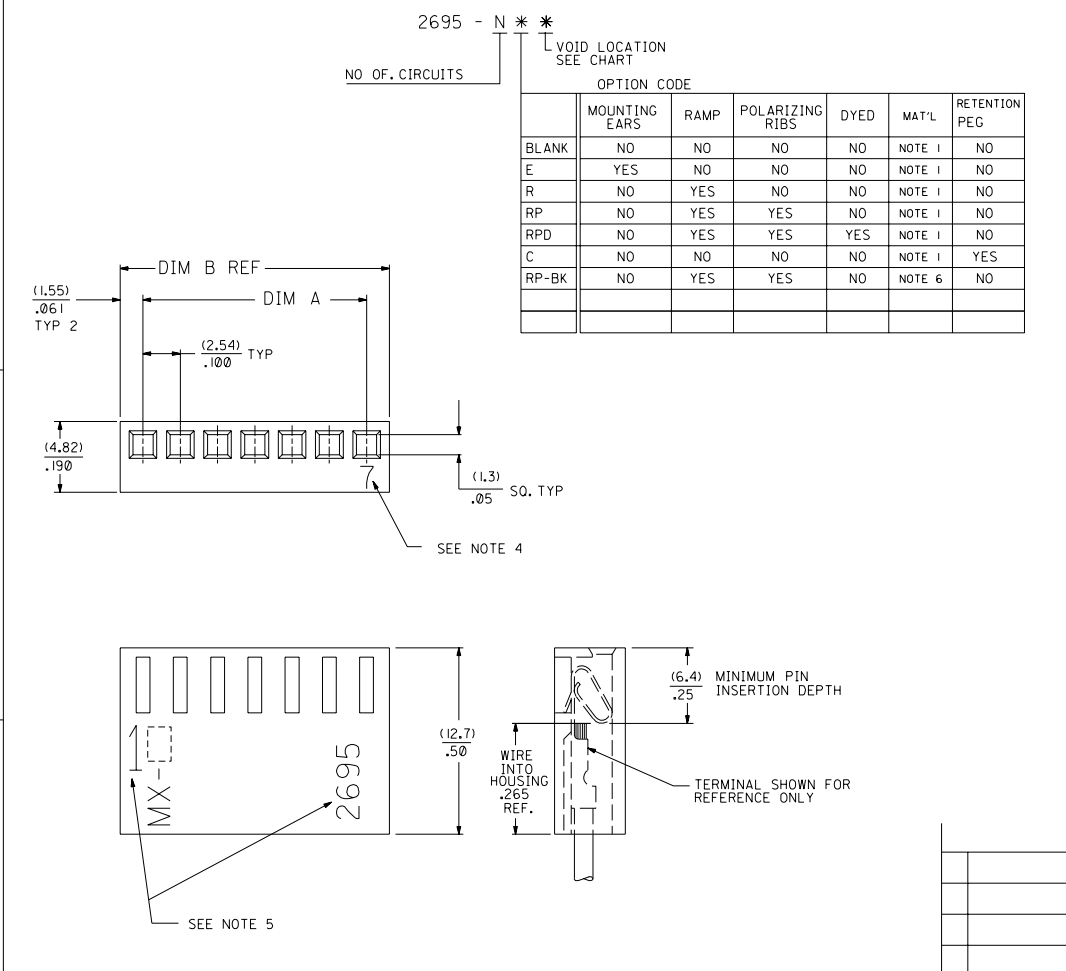 2695 - N * *
VOID LOCATION
SEE CHART
NO OF. CIRCUITS
OPTION CODE
MOUNTING EARS RAMP POLARIZING RIBS DYED MAT'L RETENTION PEG
BLANK NO NO NO NO NOTE 1 NO
E YES NO NO NO NOTE 1 NO
R NO YES NO NO NOTE 1 NO
RP NO YES YES NO NOTE 1 NO
RPD NO YES YES YES NOTE 1 NO
C NO NO NO NO NOTE 1 YES
RP-BK NO YES YES NO NOTE 6 NO
DIM B REF
(1.55)
.061
TYP 2
DIM A
(2.54)
.100
TYP
(4.82)
.190
7
(1.3)
.05
SQ. TYP
SEE NOTE 4
1
MX-
2695
(12.7)
.50
SEE NOTE 5
(6.4)
.25
MINIMUM PIN
INSERTION DEPTH
WIRE
INTO
HOUSING
.265
REF.
TERMINAL SHOWN FOR
REFERENCE ONLY